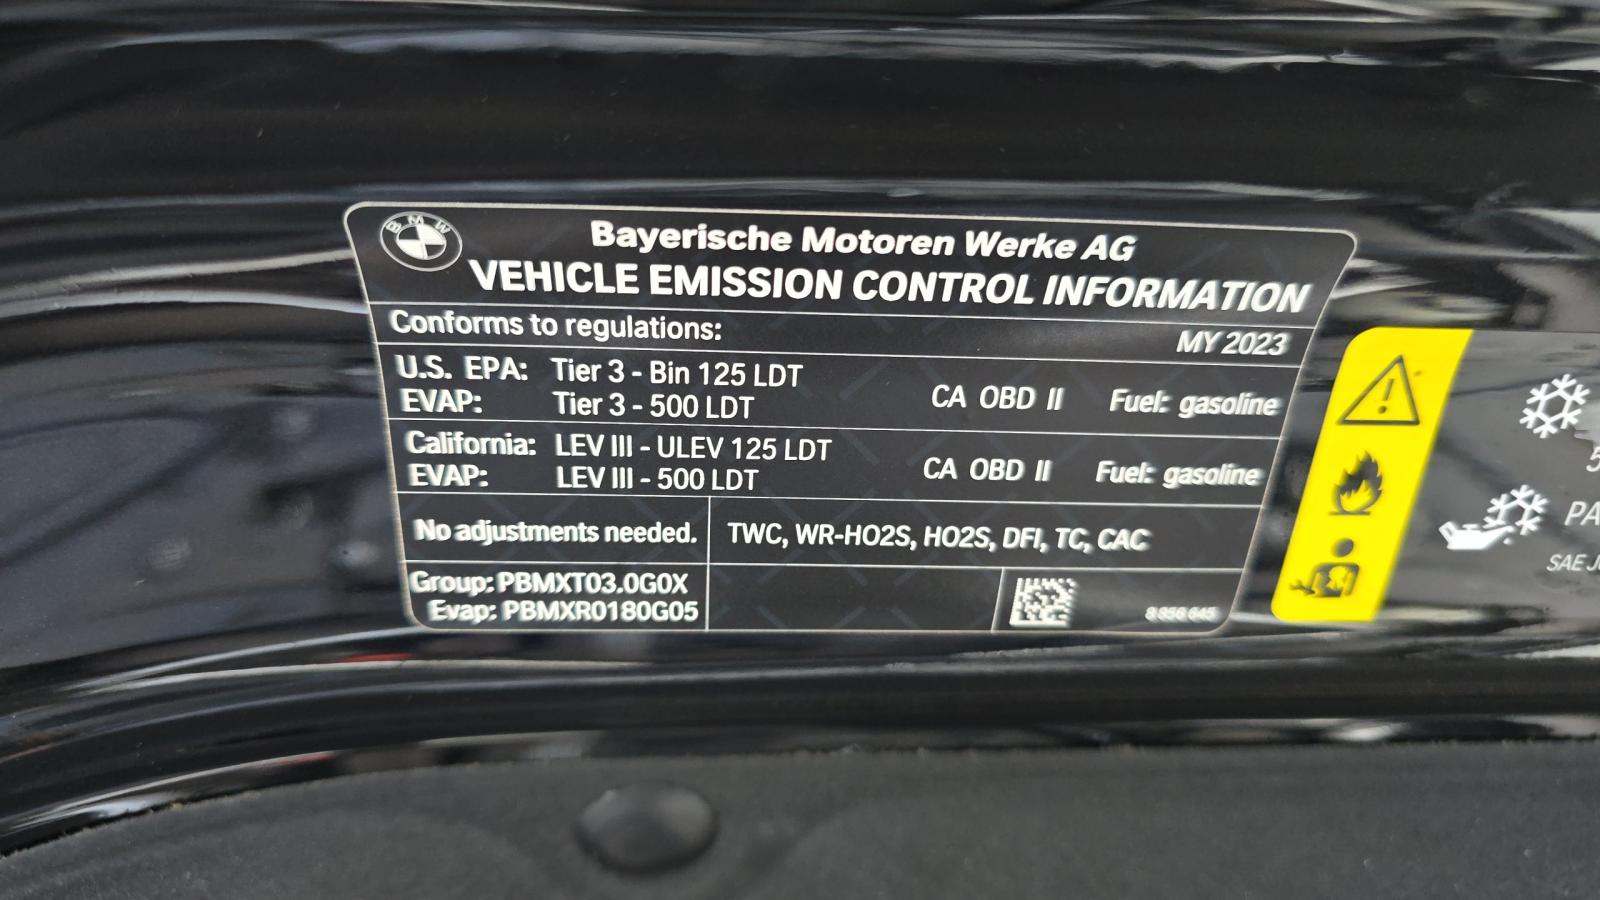 BMW
Bayerische Motoren Werke AG
VEHICLE EMISSION CONTROL INFORMATION
Conforms to regulations: MY 2023
U.S. EPA: Tier 3 - Bin 125 LDT
EVAP: Tier 3 - 500 LDT
CA OBD II Fuel: gasoline
California: LEV III - ULEV 125 LDT
EVAP: LEV III - 500 LDT
CA OBD II Fuel: gasoline
No adjustments needed. TWC, WR-HO2S, HO2S, DFI, TC, CAC
Group: PBMXT03.0G0X
Evap: PBMXR0180G05
PA
SAE J